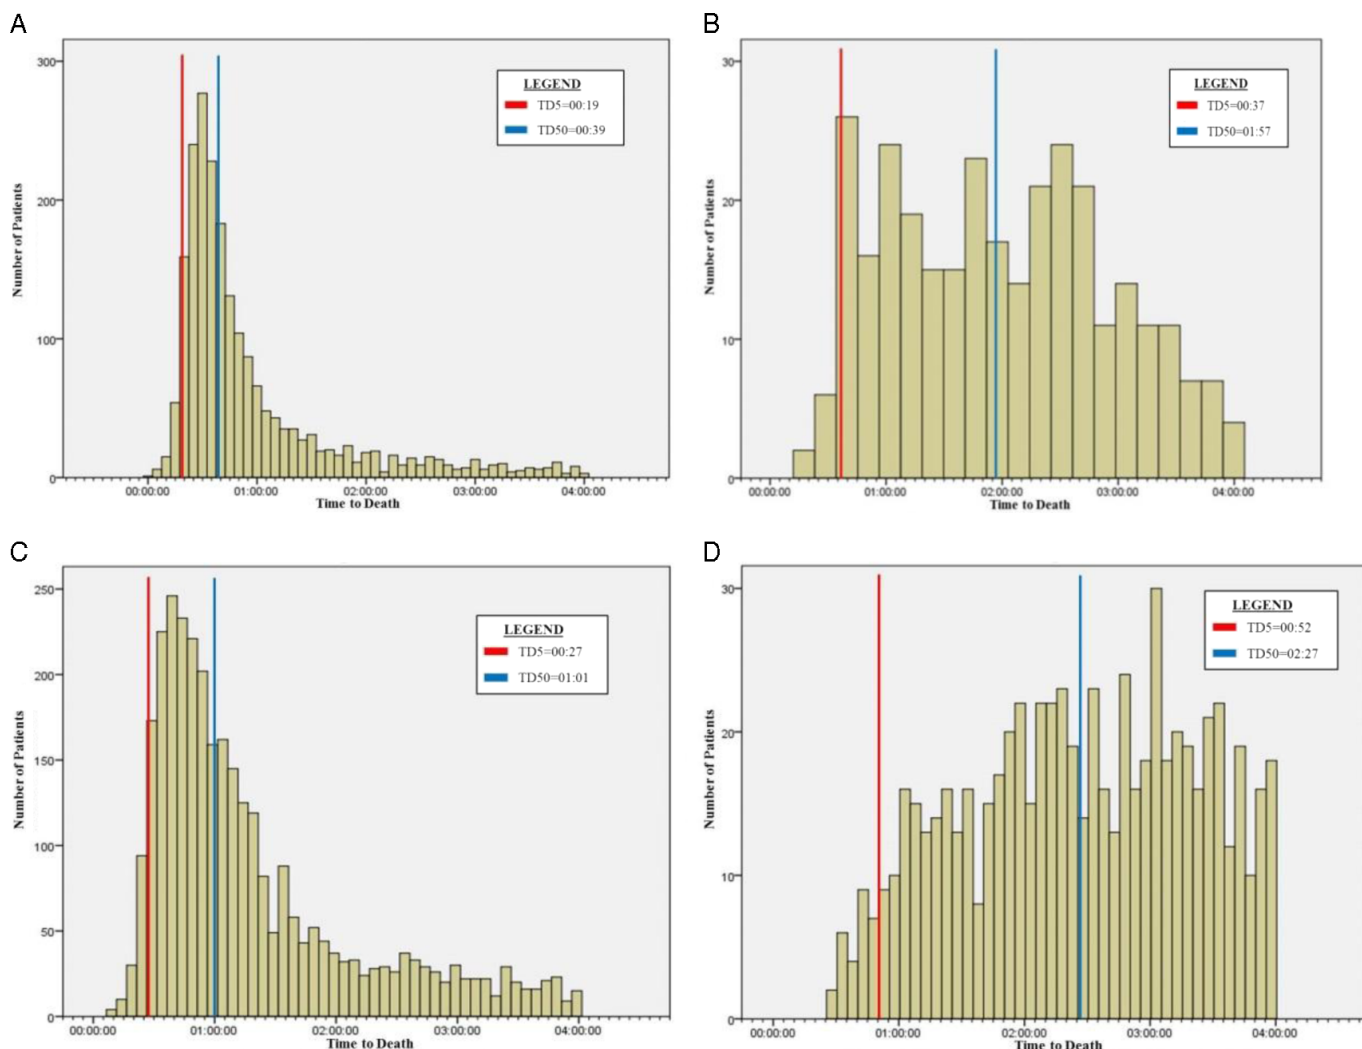 A
300
200
100
0
Number of Patients
LEGEND
TD5=00:19
TD50=00:39
00:00:00 01:00:00 02:00:00 03:00:00 04:00:00
Time to Death
B
30
20
10
0
Number of Patients
LEGEND
TD5=00:37
TD50=01:57
00:00:00 01:00:00 02:00:00 03:00:00 04:00:00
Time to Death
C
250
200
150
100
50
0
Number of Patients
LEGEND
TD5=00:27
TD50=01:01
00:00:00 01:00:00 02:00:00 03:00:00 04:00:00
Time to Death
D
30
20
10
0
Number of Patients
LEGEND
TD5=00:52
TD50=02:27
00:00:00 01:00:00 02:00:00 03:00:00 04:00:00
Time to Death